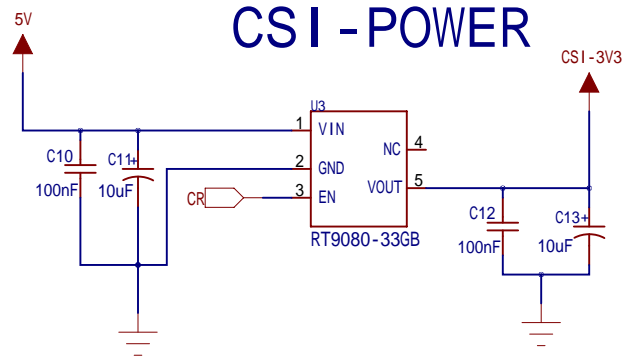 CSI-POWER
5V
CSI-3V3
U3
1 VIN
NC 4
C10
C11+
2 GND
100nF
10uF
CR
3 EN
VOUT 5
C12
C13+
RT9080-33GB
100nF
10uF